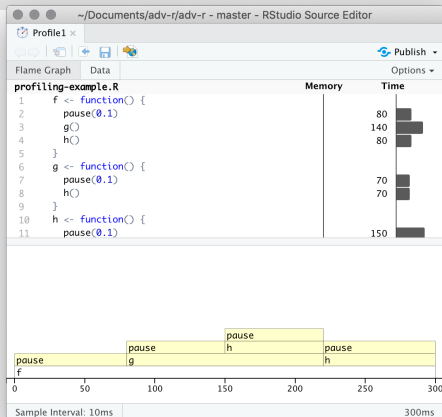 ~/Documents/adv-r/adv-r - master - RStudio Source Editor
Profile1 ×
Publish
Flame Graph Data Options
profiling-example.R Memory Time
1 f <- function() {
2 pause(0.1) 80
3 g() 140
4 h() 80
5 }
6 g <- function() {
7 pause(0.1) 70
8 h() 70
9 }
10 h <- function() {
11 pause(0.1) 150
pause
pause h pause
pause g h
f
0 50 100 150 200 250 300
Sample Interval: 10ms 300ms